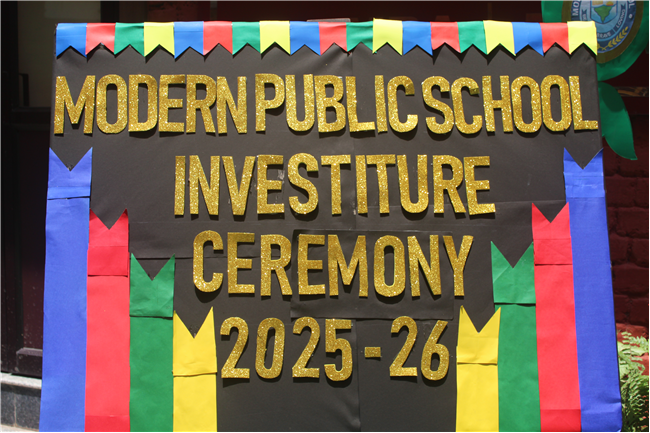 MODERN PUBLIC SCHOOL
INVESTITURE
CEREMONY
2025-26